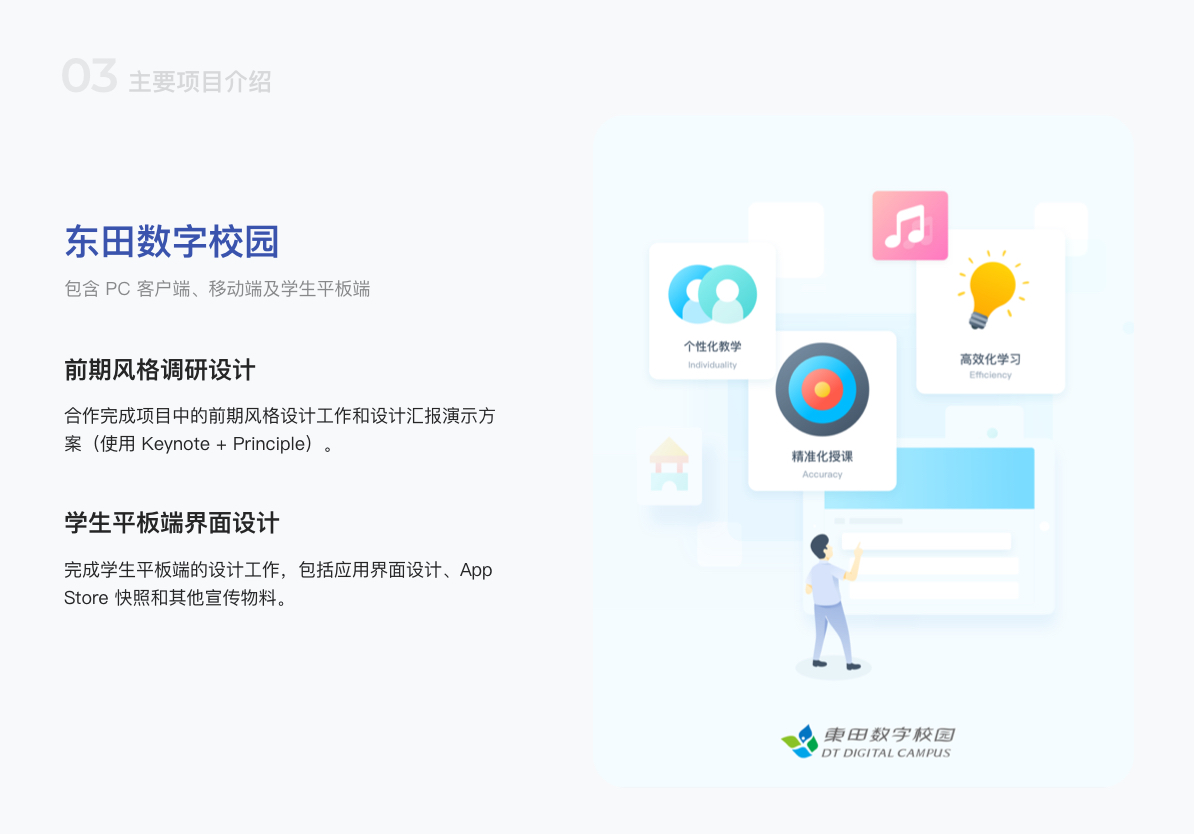 03 主要项目介绍
东田数字校园
包含 PC 客户端、移动端及学生平板端
前期风格调研设计
合作完成项目中的前期风格设计工作和设计汇报演示方
案（使用 Keynote + Principle）。
学生平板端界面设计
完成学生平板端的设计工作，包括应用界面设计、App
Store 快照和其他宣传物料。
个性化教学
Individuality
高效化学习
Efhciency
精准化授课
Accuracy
東田数字校园
DT DIGITAL CAMPUS